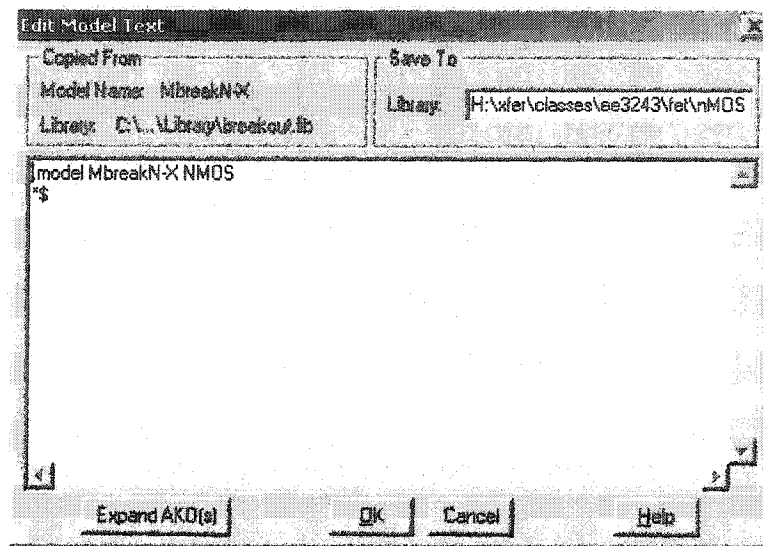 Edit Model Text
Copied From
Save To
Model Name: MbreakN-X
Library: H:\xfer\classes\ee3243\fet\nMOS
Library: C:\...\Library\breakout.lib
.model MbreakN-X NMOS
*$
Expand AKO(s)
OK
Cancel
Help